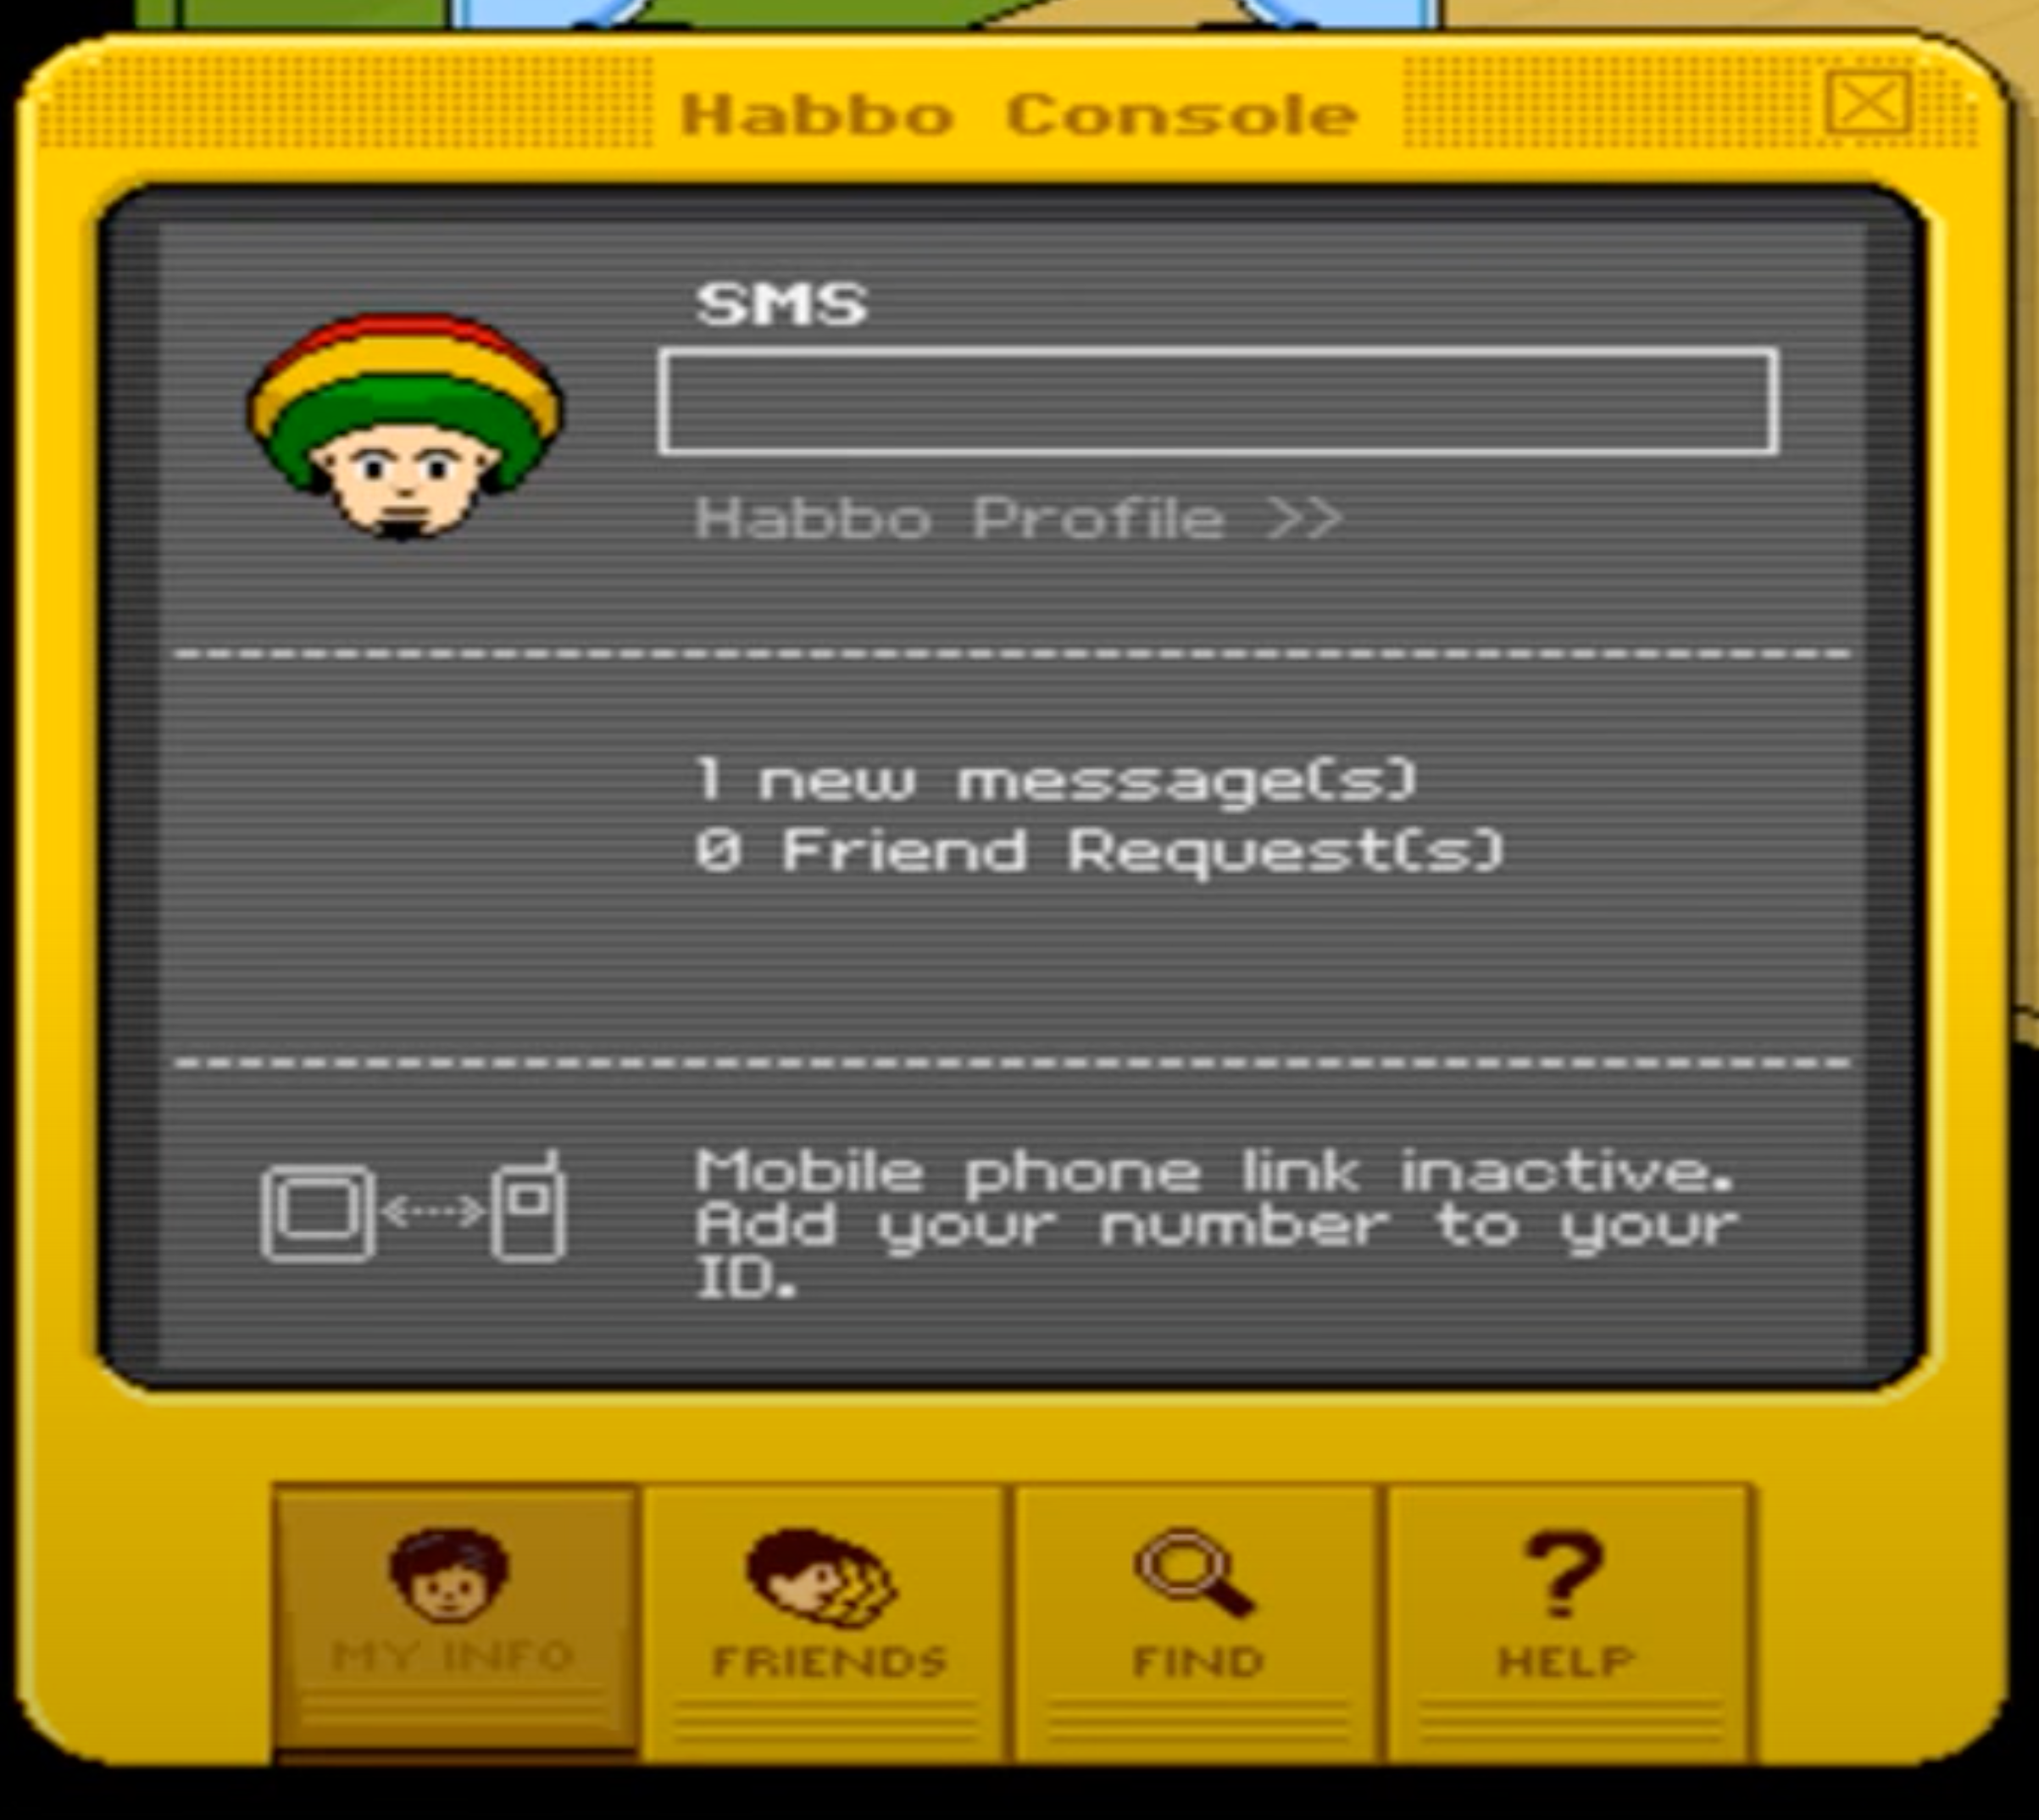 Habbo Console
SMS
Habbo Profile >>
1 new message(s)
0 Friend Request(s)
Mobile phone link inactive.
Add your number to your
ID.
MY INFO
FRIENDS
FIND
? HELP